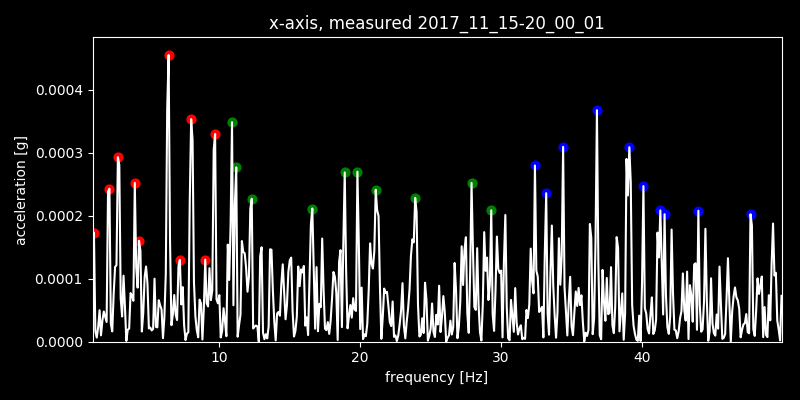 x-axis, measured 2017_11_15-20_00_01
acceleration [g]
0.0004
0.0003
0.0002
0.0001
0.0000
10 20 30 40
frequency [Hz]